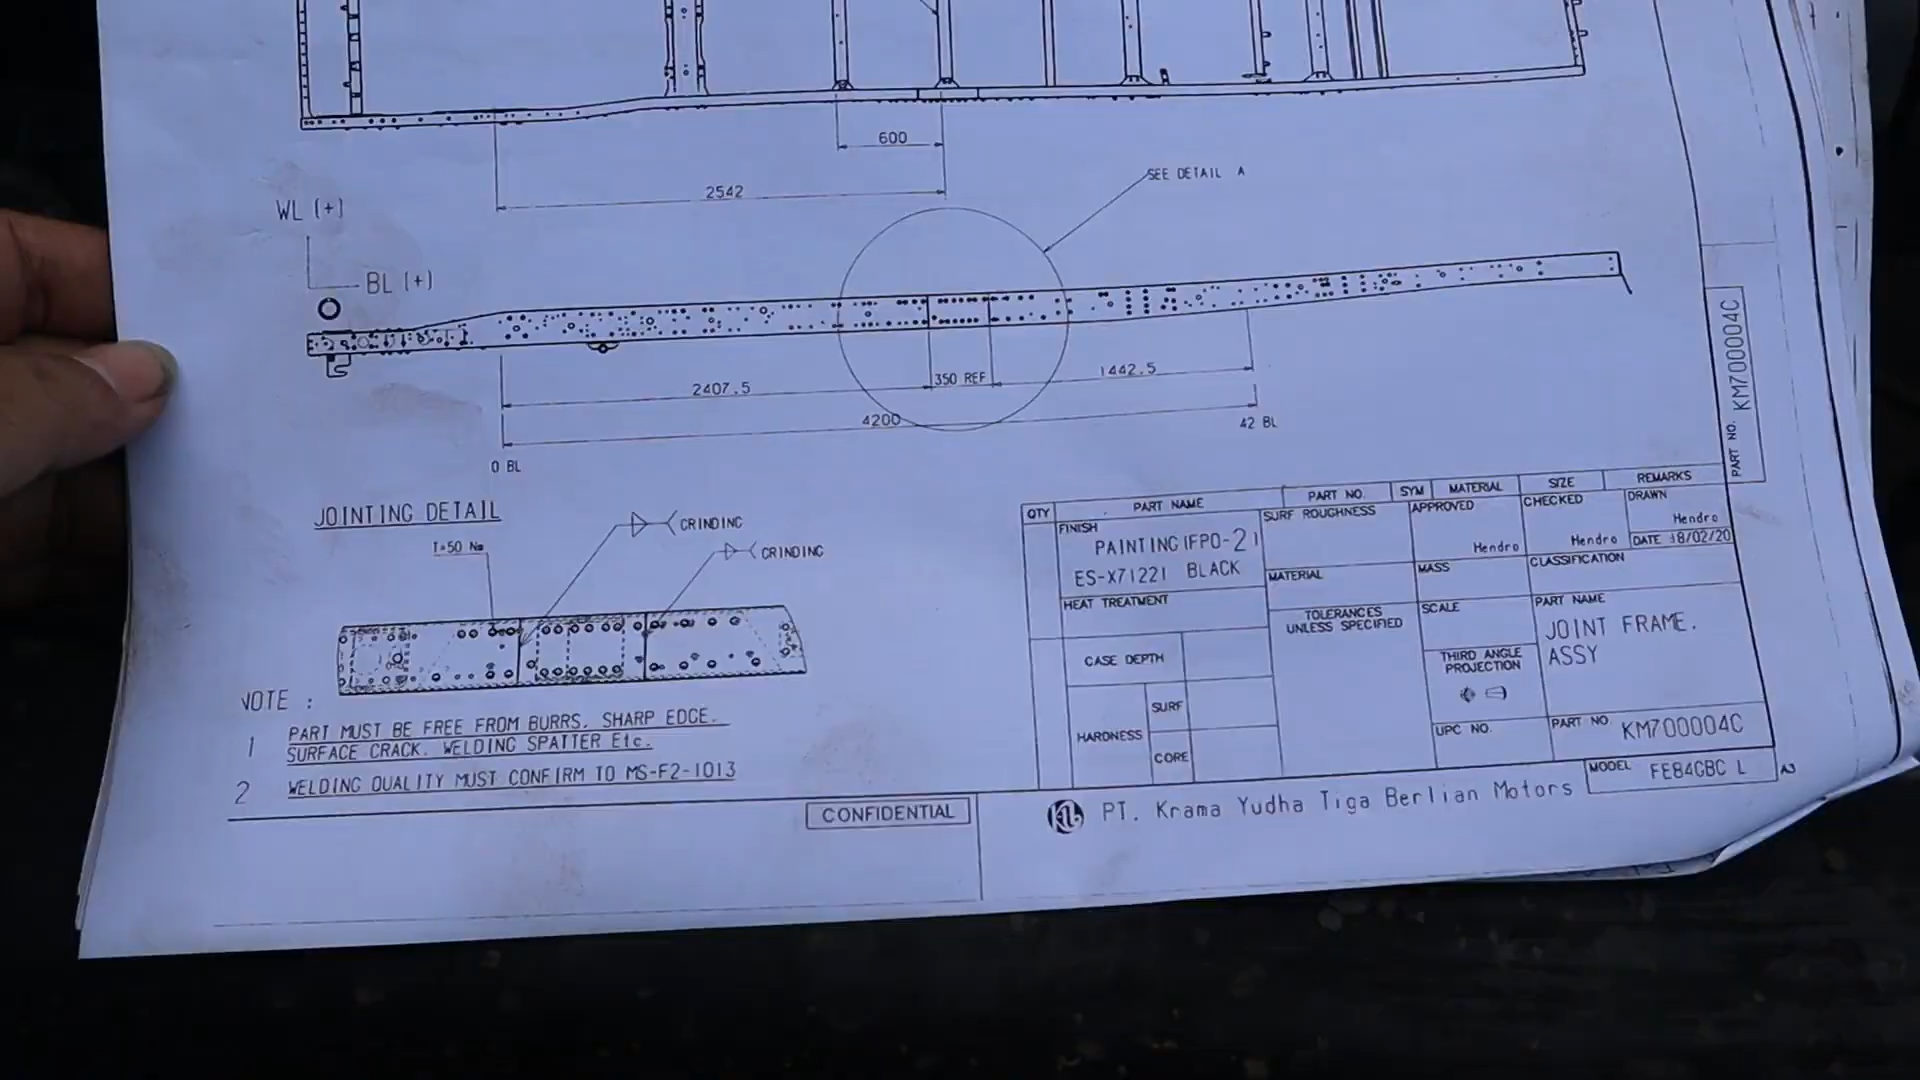 600
SEE DETAIL A
2542
WL (+)
BL (+)
2407.5
350 REF
1442.5
4200
42 BL
0 BL
PART NO. KM700004C
JOINTING DETAIL
GRINDING
GRINDING
QTY PART NAME PART NO. SYM MATERIAL SIZE REMARKS
FINISH SURF ROUGHNESS APPROVED CHECKED DRAWN
PAINTING (FPO-2)
Hendro Hendro Hendro
DATE 18/02/20
ES-X71221 BLACK
MATERIAL MASS CLASSIFICATION
HEAT TREATMENT
TOLERANCES
UNLESS SPECIFIED
SCALE PART NAME
JOINT FRAME.
ASSY
CASE DEPTH
THIRD ANGLE
PROJECTION
HARDNESS
SURF
CORE
UPC NO. PART NO. KM700004C
MODEL FE84GBC L
A3
NOTE :
1 PART MUST BE FREE FROM BURRS. SHARP EDGE.
SURFACE CRACK. WELDING SPATTER Etc.
2 WELDING QUALITY MUST CONFIRM TO MS-F2-1013
CONFIDENTIAL
PT. Krama Yudha Tiga Berlian Motors